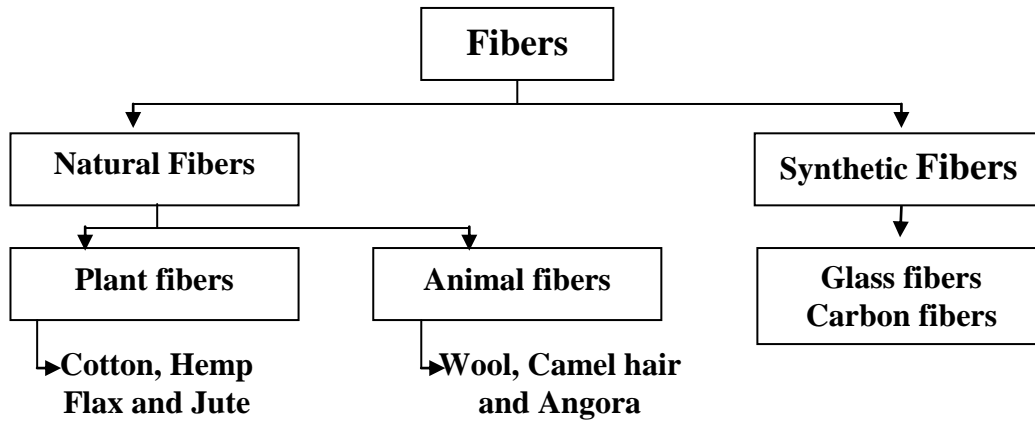 Fibers
Natural Fibers
Synthetic Fibers
Plant fibers
Animal fibers
Glass fibers
Carbon fibers
Cotton, Hemp
Flax and Jute
Wool, Camel hair
and Angora